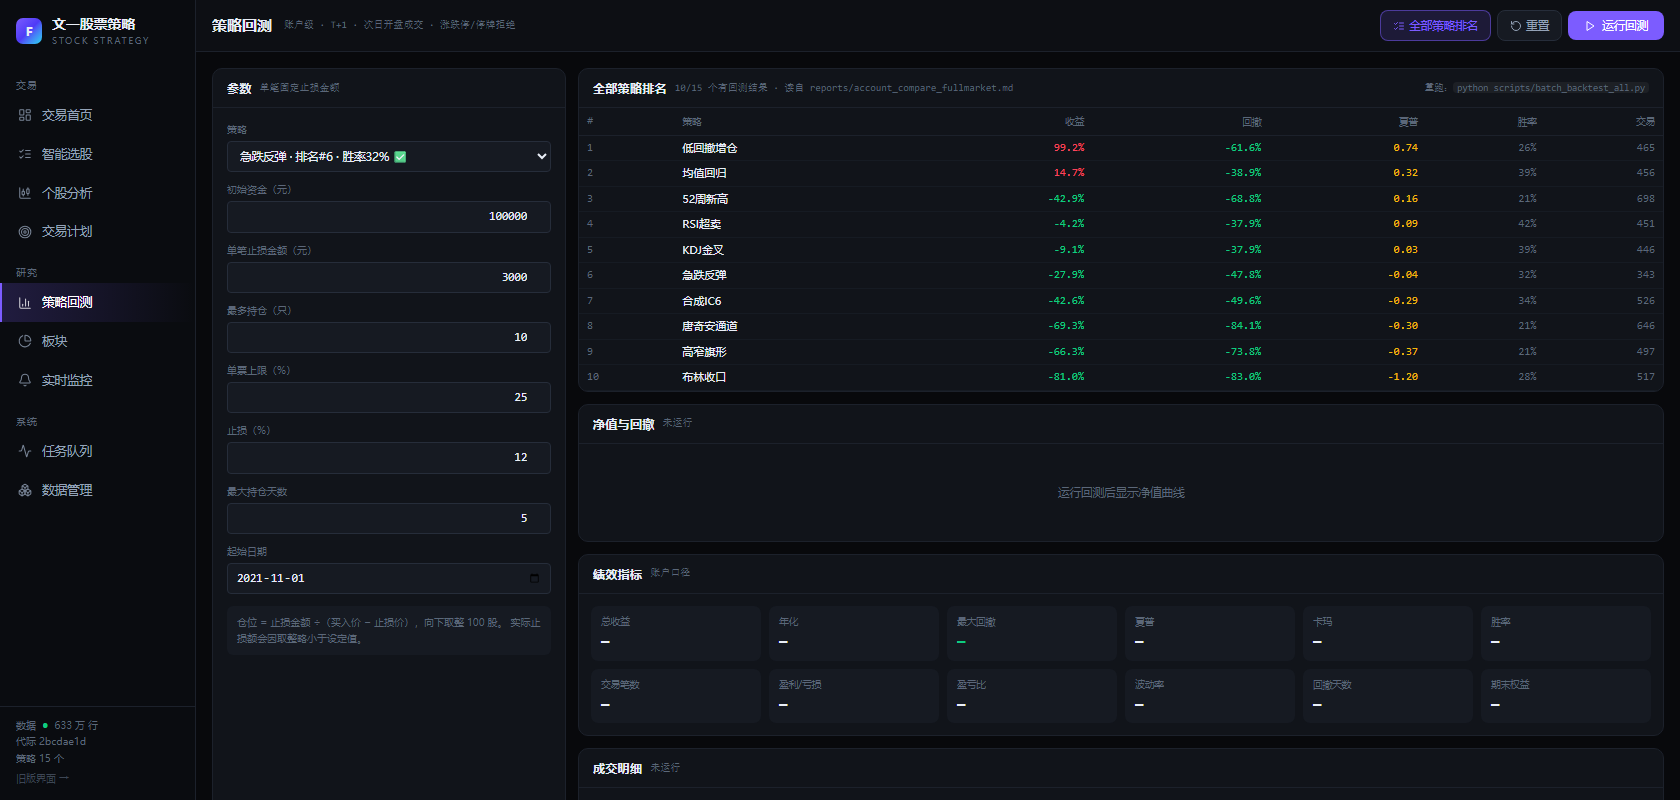 F
文一股票策略
STOCK STRATEGY
交易
交易首页
智能选股
个股分析
交易计划
研究
策略回测
板块
实时监控
系统
任务队列
数据管理
数据 ● 633 万 行
代际 2bcdae1d
策略 15 个
旧版界面 →
策略回测 账户级 · T+1 · 次日开盘成交 · 涨跌停/停牌拒绝
全部策略排名
重置
运行回测
参数 单笔固定止损金额
策略
急跌反弹 · 排名#6 · 胜率32% ✅
初始资金（元）
100000
单笔止损金额（元）
3000
最多持仓（只）
10
单票上限（%）
25
止损（%）
12
最大持仓天数
5
起始日期
2021-11-01
仓位 = 止损金额 ÷（买入价 − 止损价），向下取整 100 股。 实际止
损额会因取整略小于设定值。
全部策略排名 10/15 个有回测结果 · 读自 reports/account_compare_fullmarket.md
重跑: python scripts/batch_backtest_all.py
# 策略 收益 回撤 夏普 胜率 交易
1 低回撤增仓 99.2% -61.6% 0.74 26% 465
2 均值回归 14.7% -38.9% 0.32 39% 456
3 52周新高 -42.9% -68.8% 0.16 21% 698
4 RSI超卖 -4.2% -37.9% 0.09 42% 451
5 KDJ金叉 -9.1% -37.9% 0.03 39% 446
6 急跌反弹 -27.9% -47.8% -0.04 32% 343
7 合成IC6 -42.6% -49.6% -0.29 34% 526
8 唐奇安通道 -69.3% -84.1% -0.30 21% 646
9 高窄旗形 -66.3% -73.8% -0.37 21% 497
10 布林收口 -81.0% -83.0% -1.20 28% 517
净值与回撤 未运行
运行回测后显示净值曲线
绩效指标 账户口径
总收益 年化 最大回撤 夏普 卡玛 胜率
— — — — — —
交易笔数 盈利/亏损 盈亏比 波动率 回撤天数 期末权益
— — — — — —
成交明细 未运行